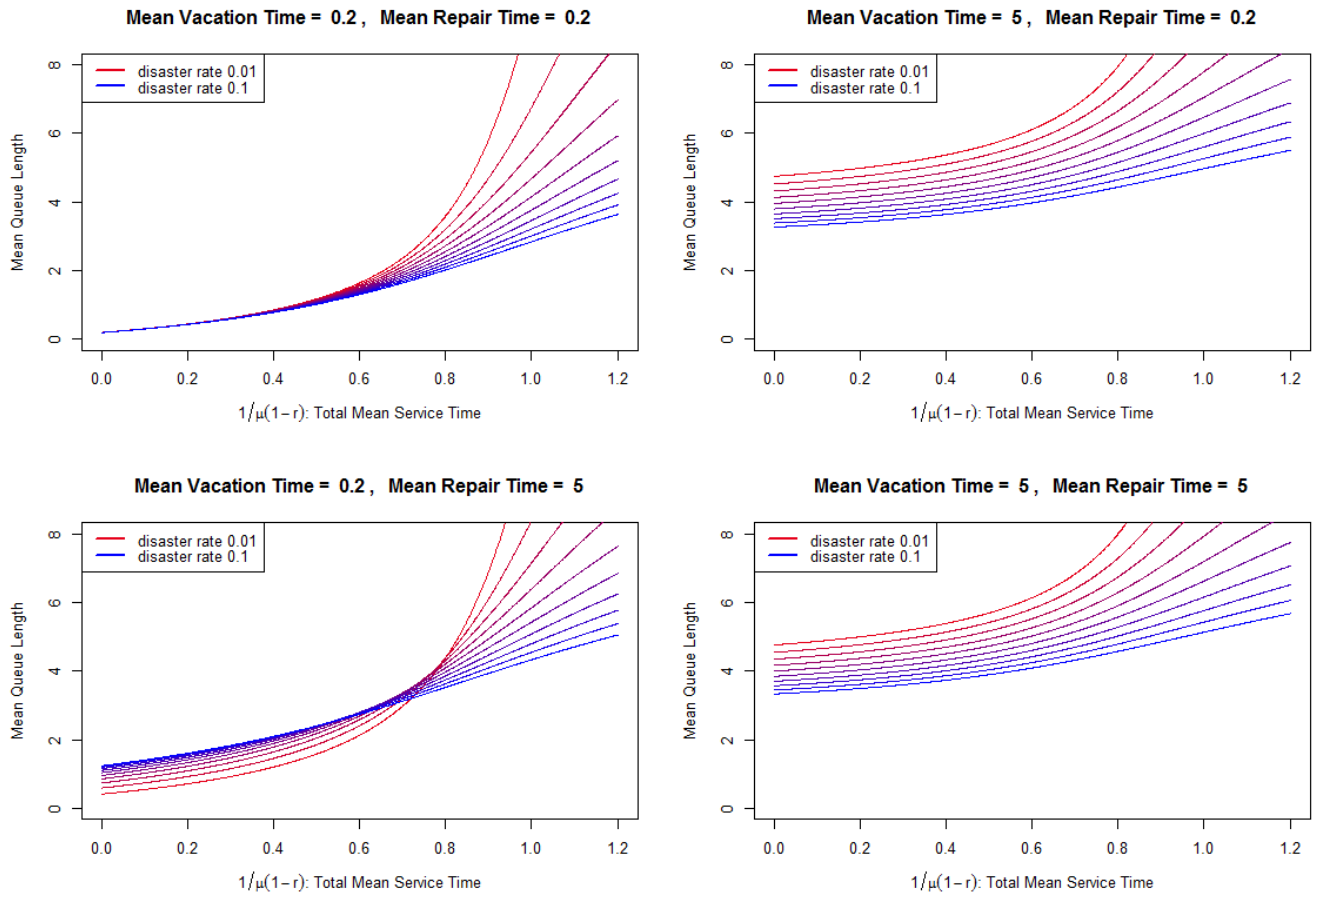 Mean Vacation Time = 0.2 , Mean Repair Time = 0.2
disaster rate 0.01
disaster rate 0.1
Mean Queue Length
8
6
4
2
0
0.0 0.2 0.4 0.6 0.8 1.0 1.2
1/μ(1−r): Total Mean Service Time
Mean Vacation Time = 5 , Mean Repair Time = 0.2
disaster rate 0.01
disaster rate 0.1
Mean Queue Length
8
6
4
2
0
0.0 0.2 0.4 0.6 0.8 1.0 1.2
1/μ(1−r): Total Mean Service Time
Mean Vacation Time = 0.2 , Mean Repair Time = 5
disaster rate 0.01
disaster rate 0.1
Mean Queue Length
8
6
4
2
0
0.0 0.2 0.4 0.6 0.8 1.0 1.2
1/μ(1−r): Total Mean Service Time
Mean Vacation Time = 5 , Mean Repair Time = 5
disaster rate 0.01
disaster rate 0.1
Mean Queue Length
8
6
4
2
0
0.0 0.2 0.4 0.6 0.8 1.0 1.2
1/μ(1−r): Total Mean Service Time